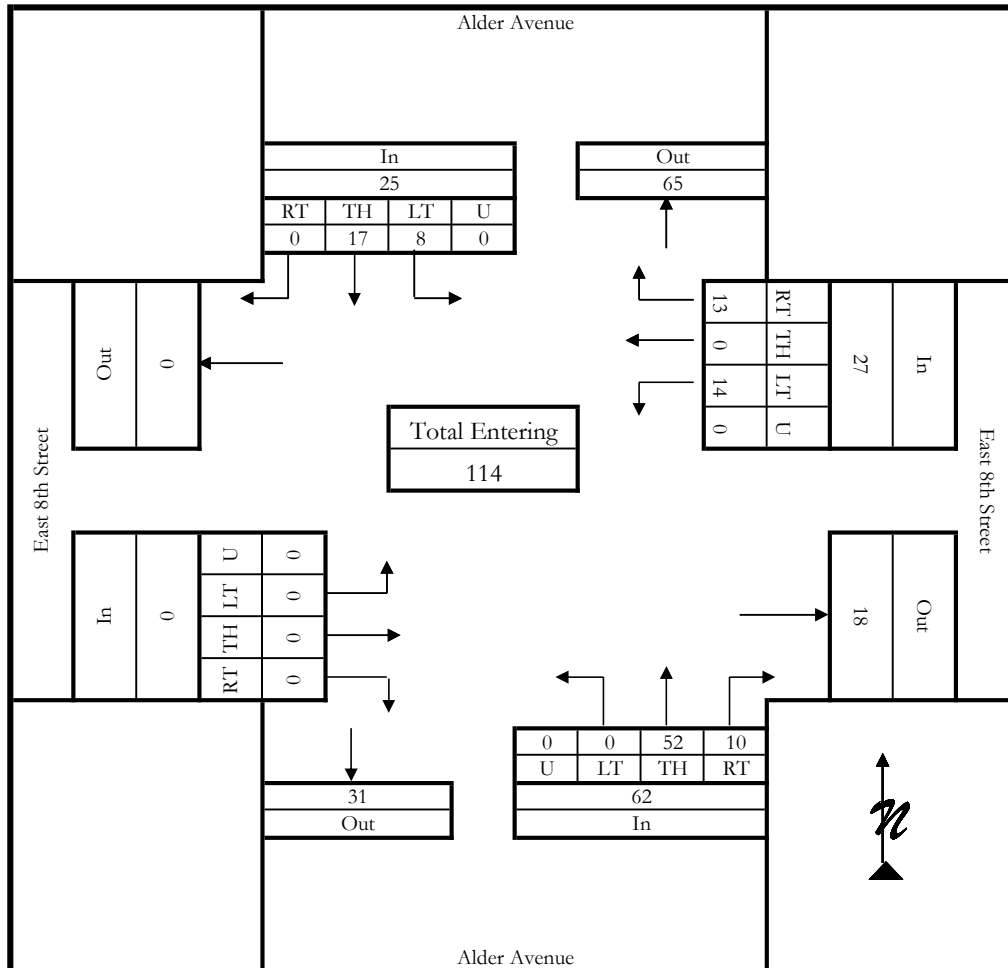 Alder Avenue
In
25
RT TH LT U
0 17 8 0
Out
65
Out
0
East 8th Street
13 RT
0 TH
14 LT
0 U
27
In
East 8th Street
Total Entering
114
In
0
U 0
LT 0
TH 0
RT 0
18
Out
0 0 52 10
U LT TH RT
62
In
31
Out
n
Alder Avenue